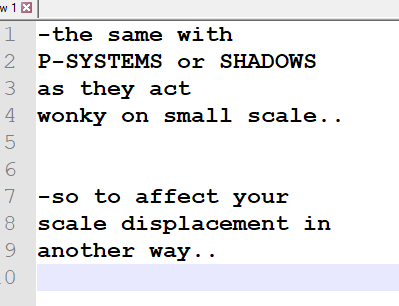 w 1
1 -the same with
2 P-SYSTEMS or SHADOWS
3 as they act
4 wonky on small scale..
5
6
7 -so to affect your
8 scale displacement in
9 another way..
10